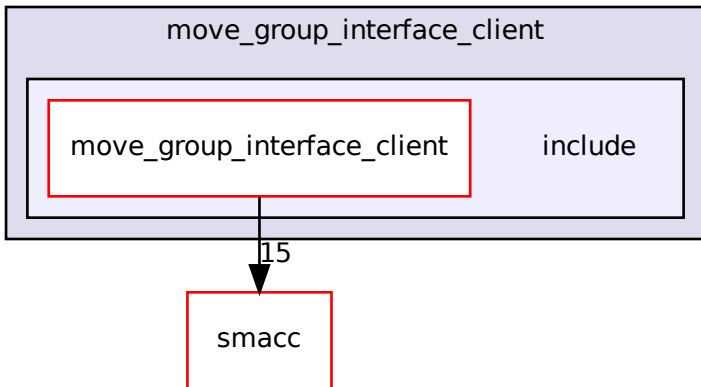 move_group_interface_client
move_group_interface_client
include
15
smacc